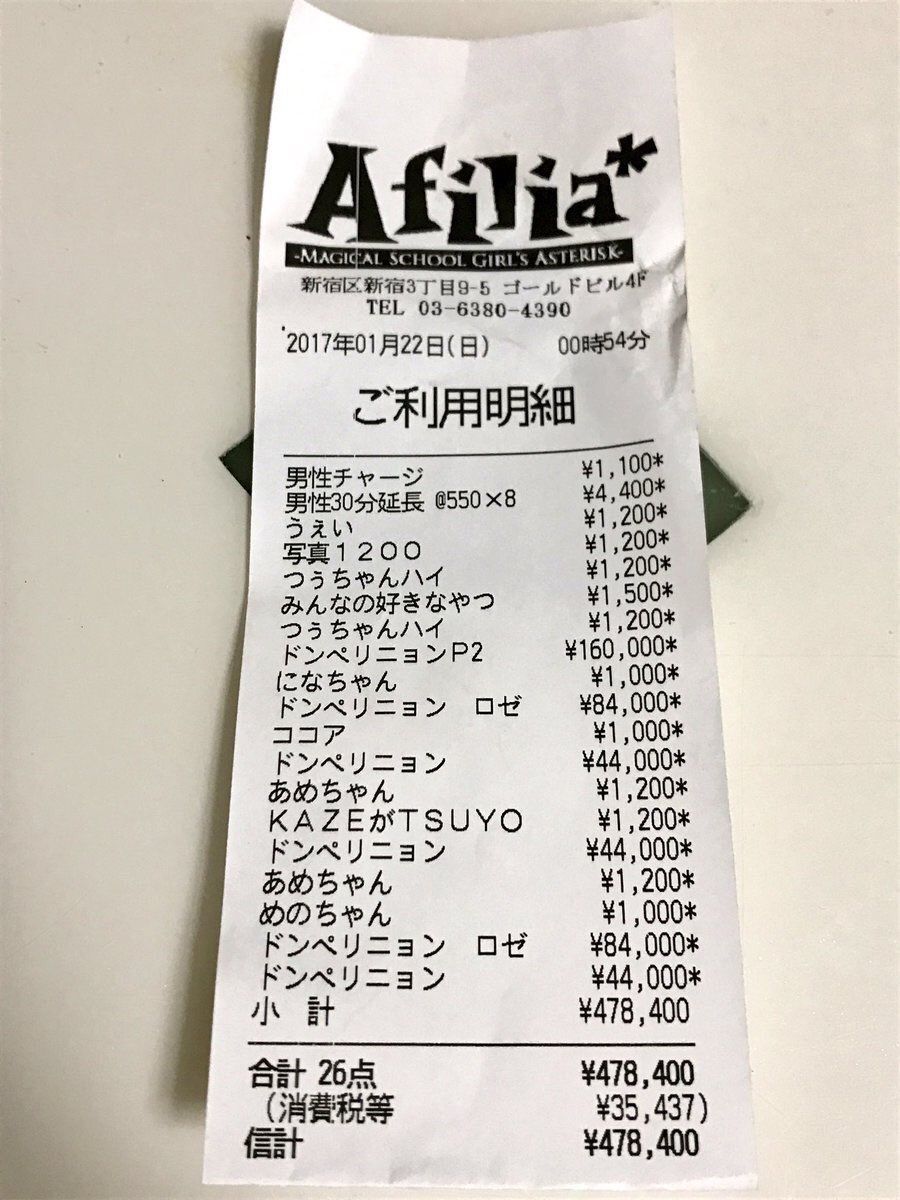 Afilia*
-MAGICAL SCHOOL GIRL'S ASTERISK-
新宿区新宿3丁目9-5 ゴールドビル4F
TEL 03-6380-4390
2017年01月22日(日) 00時54分
ご利用明細
男性チャージ ¥1,100*
男性30分延長 @550×8 ¥4,400*
うぇい ¥1,200*
写真1200 ¥1,200*
つぅちゃんハイ ¥1,200*
みんなの好きなやつ ¥1,500*
つぅちゃんハイ ¥1,200*
ドンペリニョンP2 ¥160,000*
になちゃん ¥1,000*
ドンペリニョン ロゼ ¥84,000*
ココア ¥1,000*
ドンペリニョン ¥44,000*
あめちゃん ¥1,200*
KAZEがTSUYO ¥1,200*
ドンペリニョン ¥44,000*
あめちゃん ¥1,200*
めのちゃん ¥1,000*
ドンペリニョン ロゼ ¥84,000*
ドンペリニョン ¥44,000*
小 計 ¥478,400
合計 26点 ¥478,400
(消費税等 ¥35,437)
信計 ¥478,400